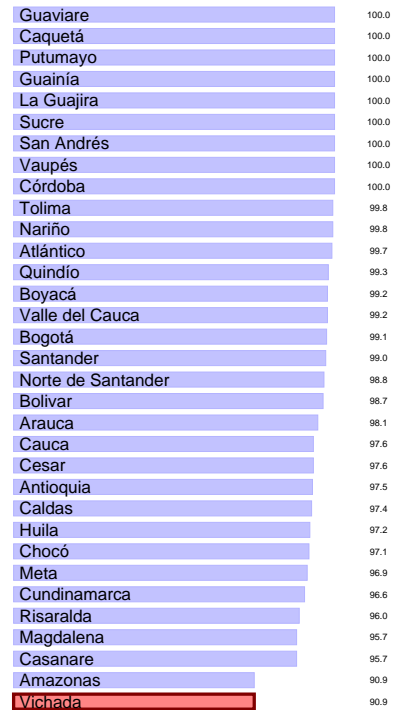 Guaviare 100.0
Caquetá 100.0
Putumayo 100.0
Guainía 100.0
La Guajira 100.0
Sucre 100.0
San Andrés 100.0
Vaupés 100.0
Córdoba 100.0
Tolima 99.8
Nariño 99.8
Atlántico 99.7
Quindío 99.3
Boyacá 99.2
Valle del Cauca 99.2
Bogotá 99.1
Santander 99.0
Norte de Santander 98.8
Bolivar 98.7
Arauca 98.1
Cauca 97.6
Cesar 97.6
Antioquia 97.5
Caldas 97.4
Huila 97.2
Chocó 97.1
Meta 96.9
Cundinamarca 96.6
Risaralda 96.0
Magdalena 95.7
Casanare 95.7
Amazonas 90.9
Vichada 90.9